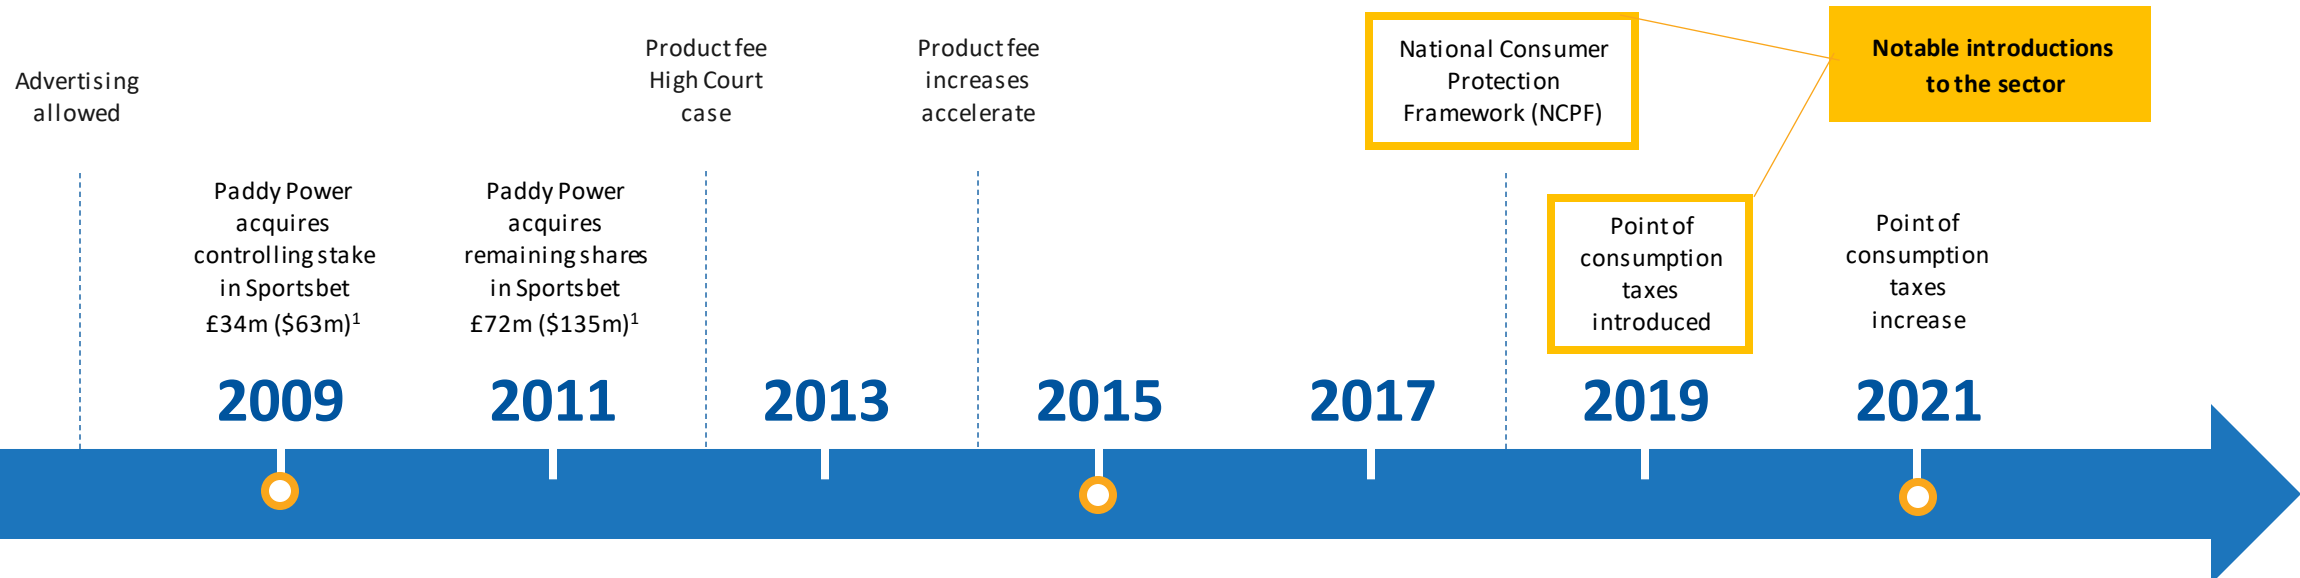 Advertising
allowed
Product fee
High Court
case
Product fee
increases
accelerate
National Consumer
Protection
Framework (NCPF)
Notable introductions
to the sector
Paddy Power
acquires
controlling stake
in Sportsbet
£34m ($63m)1
Paddy Power
acquires
remaining shares
in Sportsbet
£72m ($135m)1
Point of
consumption
taxes
introduced
Point of
consumption
taxes
increase
2009
2011
2013
2015
2017
2019
2021